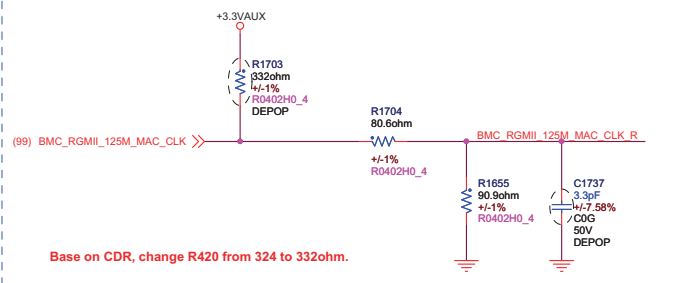 +3.3VAUX
R1703
332ohm
+/-1%
R0402H0_4
DEPOP
(99) BMC_RGMII_125M_MAC_CLK
R1704
80.6ohm
+/-1%
R0402H0_4
BMC_RGMII_125M_MAC_CLK_R
R1655
90.9ohm
+/-1%
R0402H0_4
C1737
3.3pF
+/-7.58%
C0G
50V
DEPOP
Base on CDR, change R420 from 324 to 332ohm.